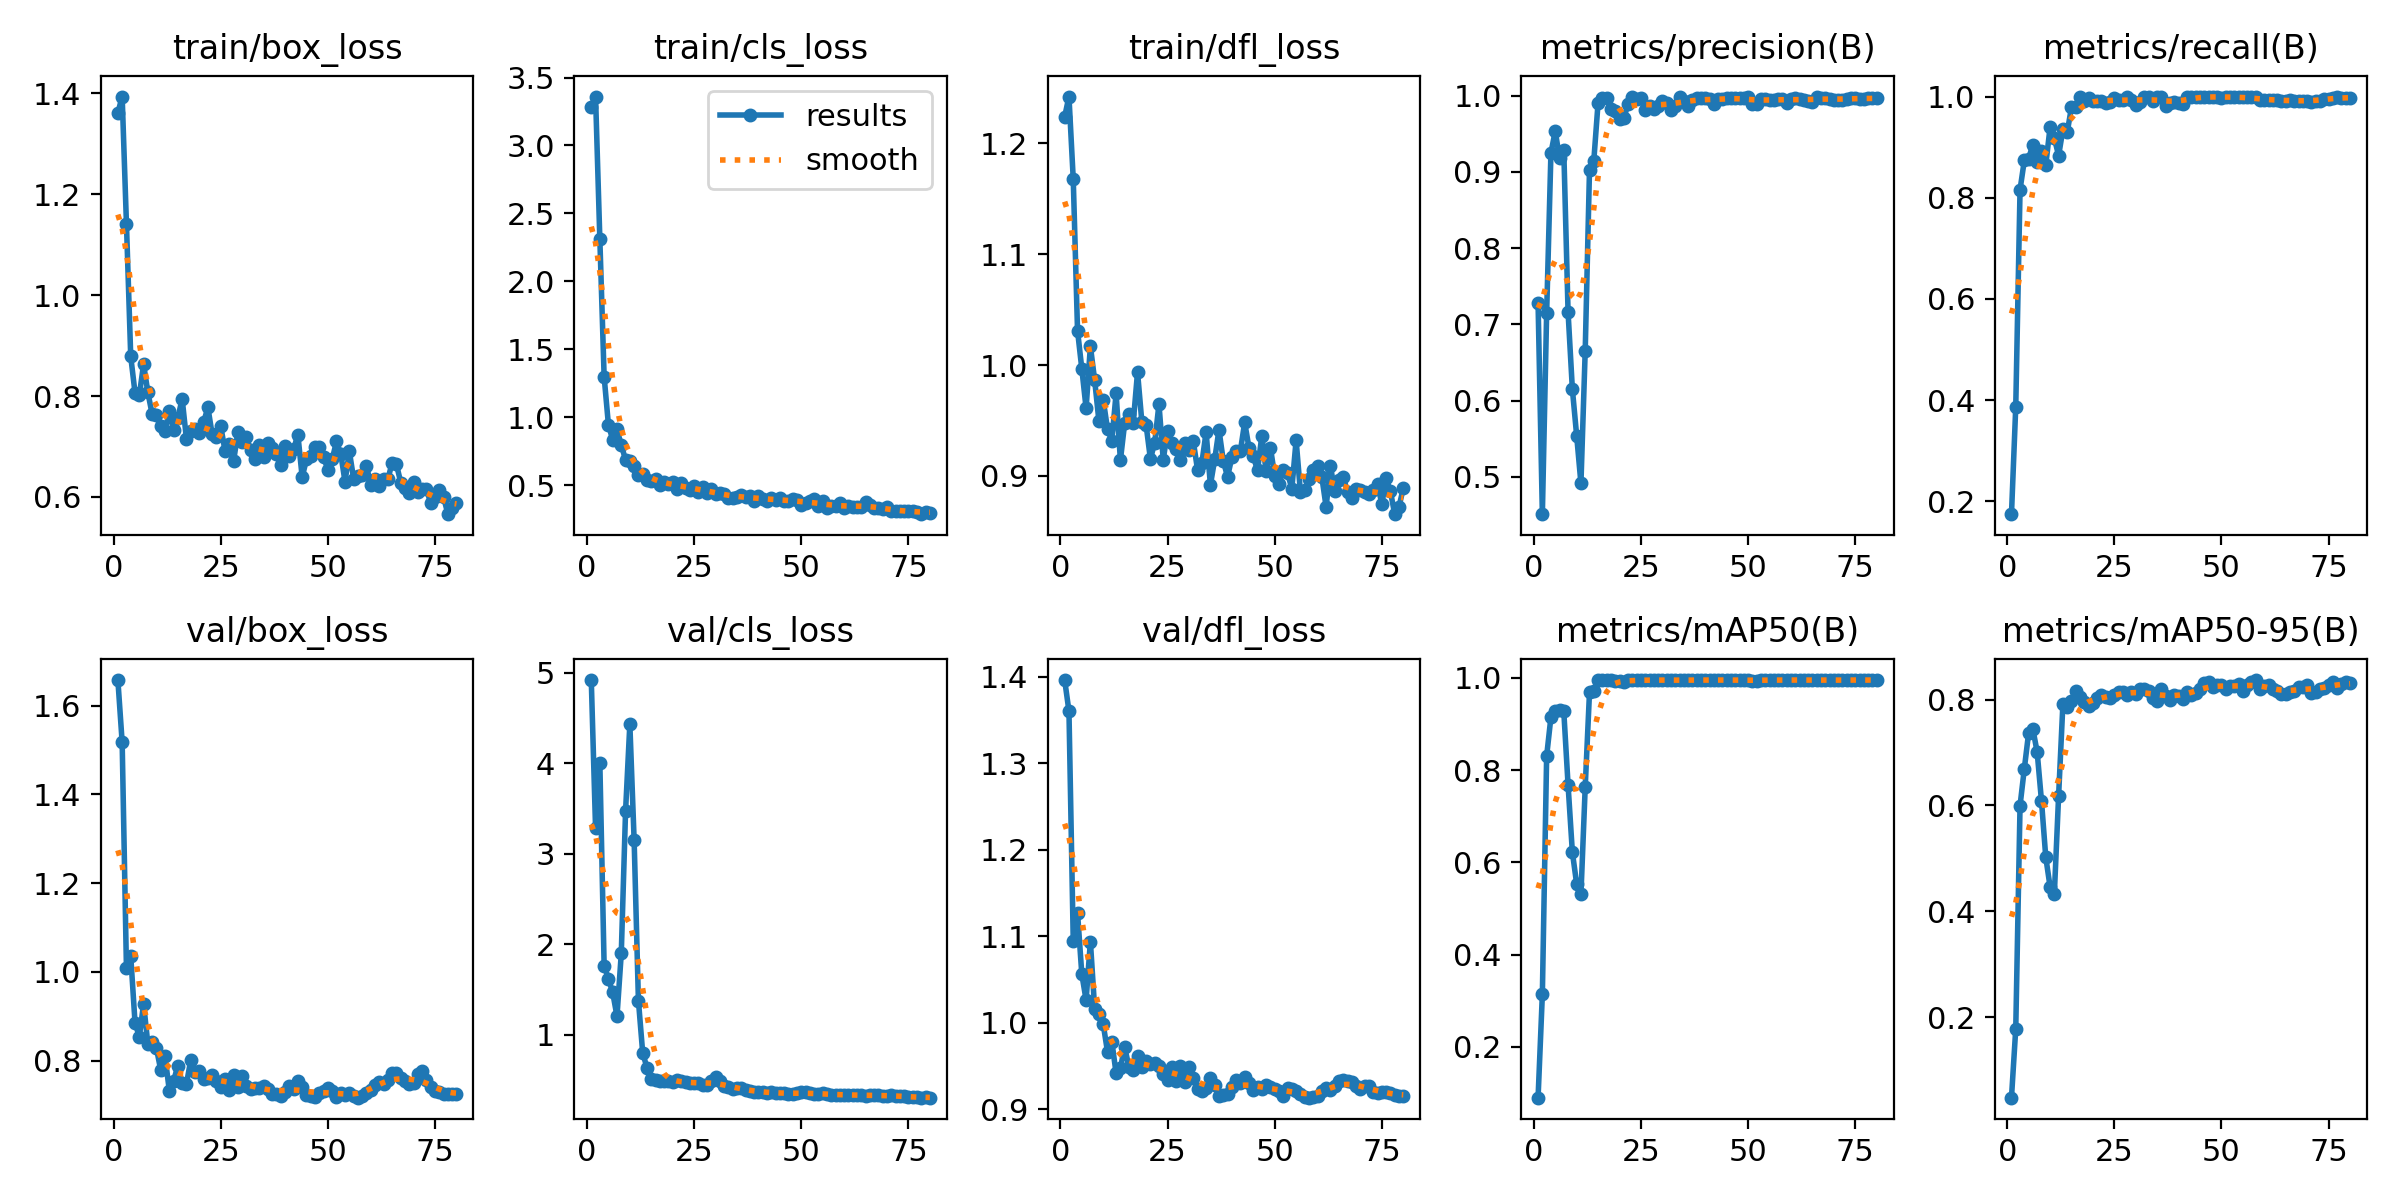 train/box_loss
1.4
1.2
1.0
0.8
0.6
0 25 50 75
train/cls_loss
3.5
3.0
2.5
2.0
1.5
1.0
0.5
0 25 50 75
results
smooth
train/dfl_loss
1.2
1.1
1.0
0.9
0 25 50 75
metrics/precision(B)
1.0
0.9
0.8
0.7
0.6
0.5
0 25 50 75
metrics/recall(B)
1.0
0.8
0.6
0.4
0.2
0 25 50 75
val/box_loss
1.6
1.4
1.2
1.0
0.8
0 25 50 75
val/cls_loss
5
4
3
2
1
0 25 50 75
val/dfl_loss
1.4
1.3
1.2
1.1
1.0
0.9
0 25 50 75
metrics/mAP50(B)
1.0
0.8
0.6
0.4
0.2
0 25 50 75
metrics/mAP50-95(B)
0.8
0.6
0.4
0.2
0 25 50 75